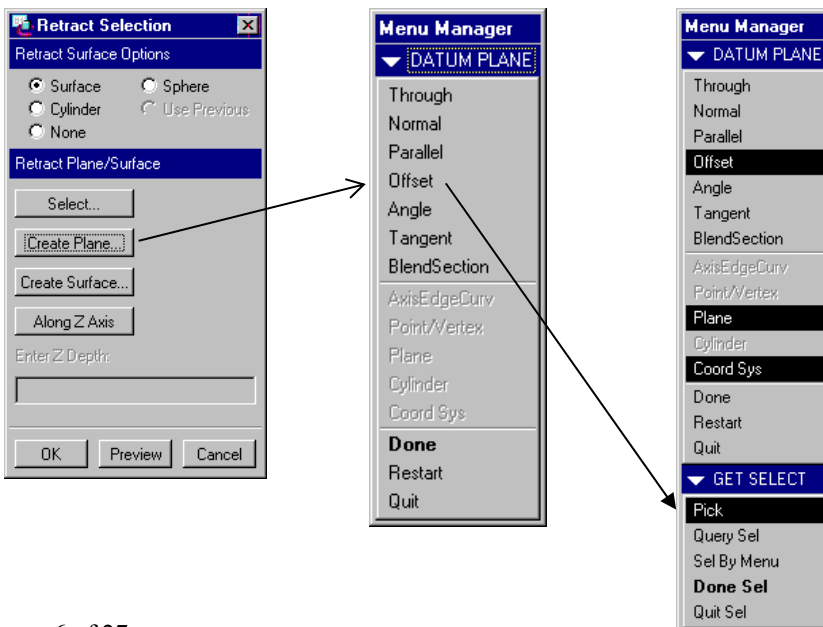 Retract Selection
Retract Surface Options
Surface Sphere
Cylinder Use Previous
None
Retract Plane/Surface
Select...
Create Plane...
Create Surface...
Along Z Axis
Enter Z Depth:
OK Preview Cancel
Menu Manager
DATUM PLANE
Through
Normal
Parallel
Offset
Angle
Tangent
BlendSection
AxisEdgeCurv
Point/Vertex
Plane
Cylinder
Coord Sys
Done
Restart
Quit
Menu Manager
DATUM PLANE
Through
Normal
Parallel
Offset
Angle
Tangent
BlendSection
AxisEdgeCurv
Point/Vertex
Plane
Cylinder
Coord Sys
Done
Restart
Quit
GET SELECT
Pick
Query Sel
Sel By Menu
Done Sel
Quit Sel